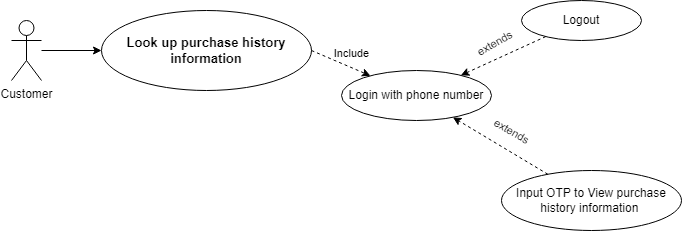 Look up purchase history
information
Customer
Include
extends
Logout
Login with phone number
extends
Input OTP to View purchase
history information